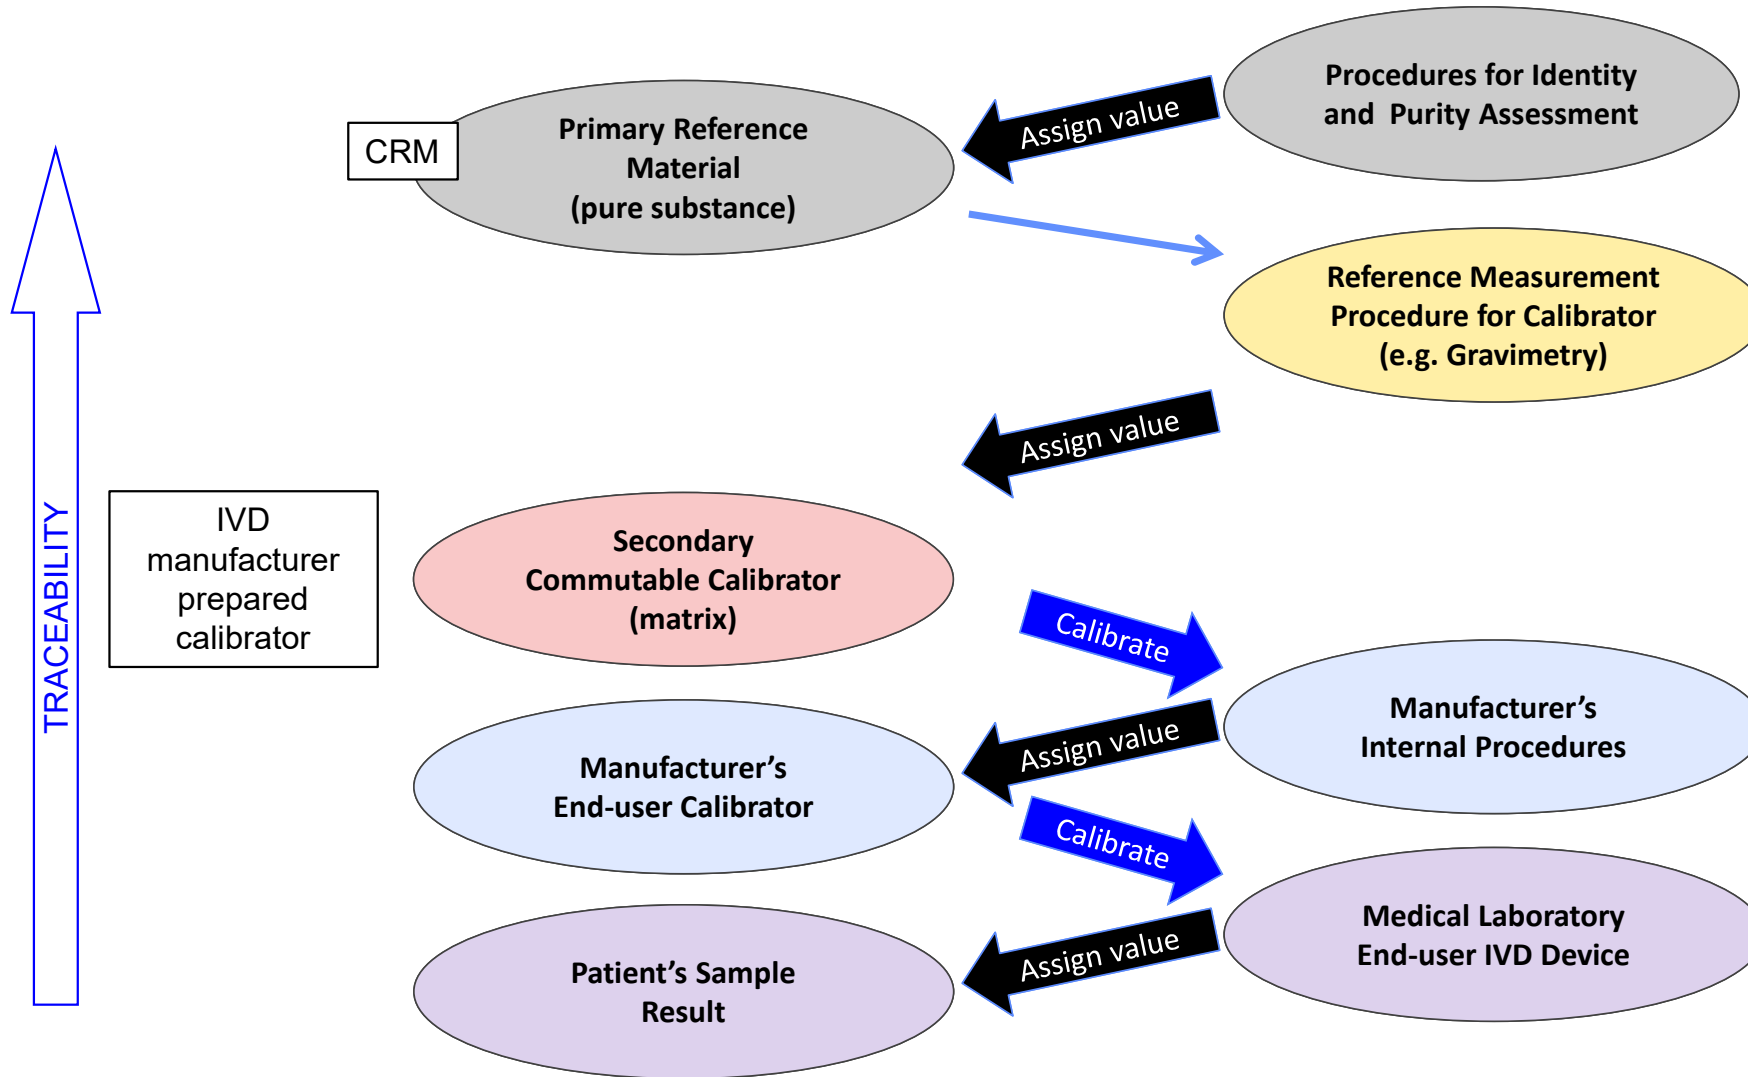 Procedures for Identity
and Purity Assessment
Assign value
CRM
Primary Reference
Material
(pure substance)
Reference Measurement
Procedure for Calibrator
(e.g. Gravimetry)
Assign value
TRACEABILITY
IVD
manufacturer
prepared
calibrator
Secondary
Commutable Calibrator
(matrix)
Calibrate
Manufacturer’s
Internal Procedures
Assign value
Manufacturer’s
End-user Calibrator
Calibrate
Medical Laboratory
End-user IVD Device
Assign value
Patient’s Sample
Result